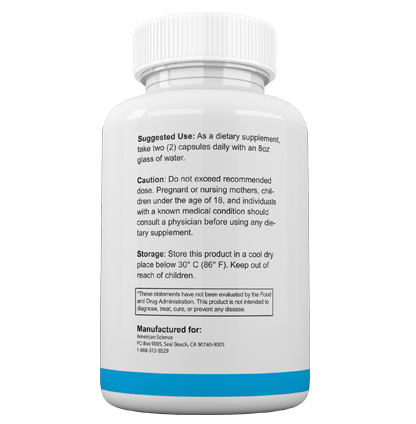 Suggested Use: As a dietary supplement,
take two (2) capsules daily with an 8oz
glass of water.
Caution: Do not exceed recommended
dose. Pregnant or nursing mothers, chil-
dren under the age of 18, and individuals
with a known medical condition should
consult a physician before using any die-
tary supplement.
Storage: Store this product in a cool dry
place below 30° C (86° F). Keep out of
reach of children.
*These statements have not been evaluated by the Food
and Drug Administration. This product is not intended to
diagnose, treat, cure, or prevent any disease.
Manufactured for:
American Science
PO Box 9005, Seal Beach, CA 90740-9005
1-888-313-8529